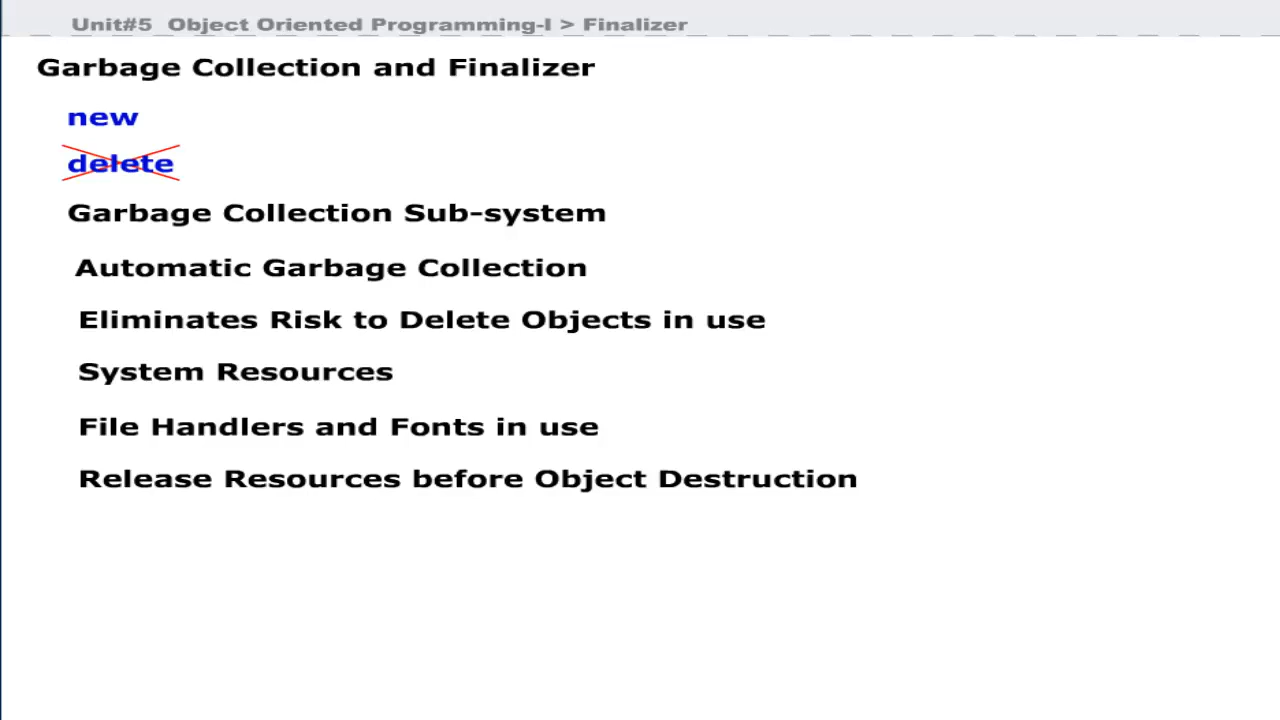 Unit#5 Object Oriented Programming-I > Finalizer
Garbage Collection and Finalizer
new
delete
Garbage Collection Sub-system
Automatic Garbage Collection
Eliminates Risk to Delete Objects in use
System Resources
File Handlers and Fonts in use
Release Resources before Object Destruction